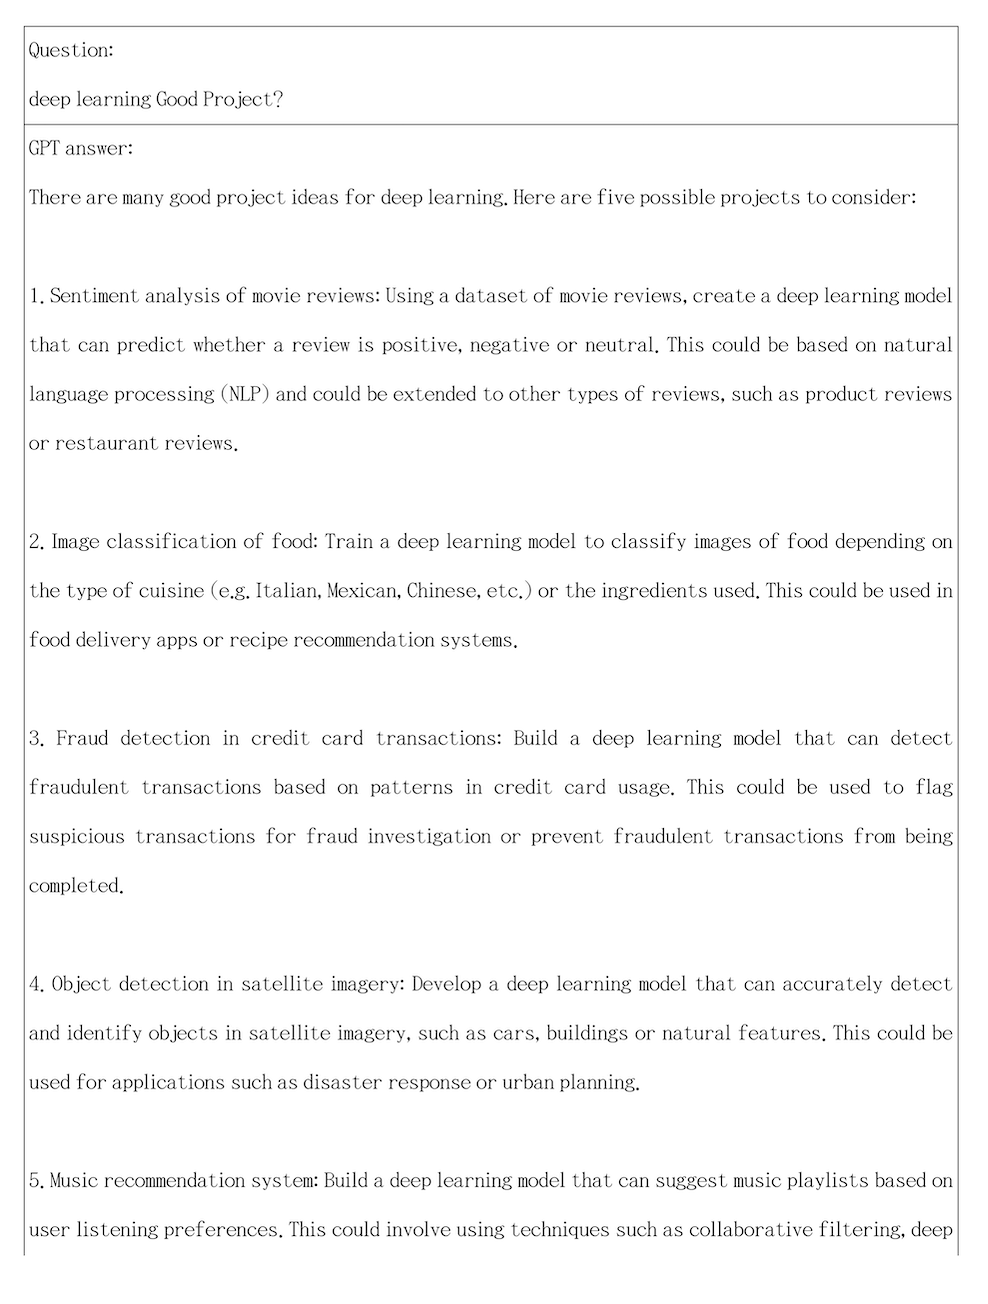 Question:
deep learning Good Project?
GPT answer:
There are many good project ideas for deep learning. Here are five possible projects to consider:
1. Sentiment analysis of movie reviews: Using a dataset of movie reviews, create a deep learning model
that can predict whether a review is positive, negative or neutral. This could be based on natural
language processing (NLP) and could be extended to other types of reviews, such as product reviews
or restaurant reviews.
2. Image classification of food: Train a deep learning model to classify images of food depending on
the type of cuisine (e.g. Italian, Mexican, Chinese, etc.) or the ingredients used. This could be used in
food delivery apps or recipe recommendation systems.
3. Fraud detection in credit card transactions: Build a deep learning model that can detect
fraudulent transactions based on patterns in credit card usage. This could be used to flag
suspicious transactions for fraud investigation or prevent fraudulent transactions from being
completed.
4. Object detection in satellite imagery: Develop a deep learning model that can accurately detect
and identify objects in satellite imagery, such as cars, buildings or natural features. This could be
used for applications such as disaster response or urban planning.
5. Music recommendation system: Build a deep learning model that can suggest music playlists based on
user listening preferences. This could involve using techniques such as collaborative filtering, deep